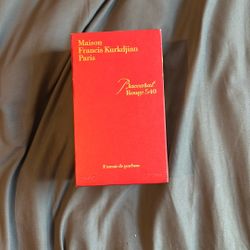 Maison
Francis Kurkdjian
Paris
Baccarat
Rouge 540
Extrait de parfum